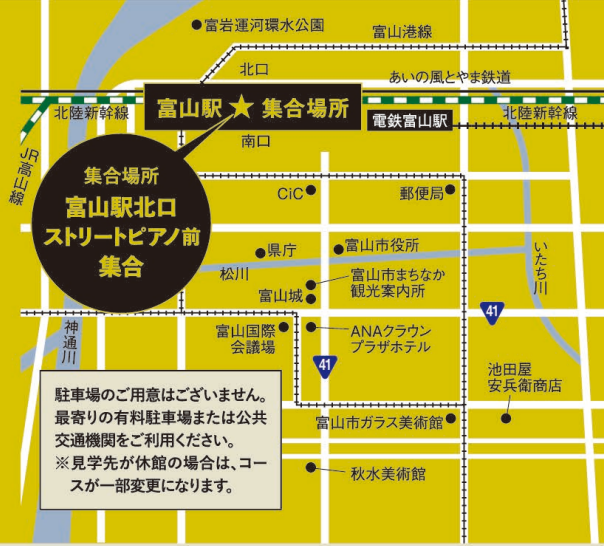 富岩運河環水公園
富山港線
北口
あいの風とやま鉄道
北陸新幹線
富山駅 ★ 集合場所
電鉄富山駅
北陸新幹線
南口
JR高山線
集合場所
富山駅北口
ストリートピアノ前
集合
CiC
郵便局
県庁
富山市役所
松川
いたち川
富山市まちなか
観光案内所
富山城
41
神通川
富山国際
会議場
ANAクラウン
プラザホテル
41
池田屋
安兵衛商店
駐車場のご用意はございません。
最寄りの有料駐車場または公共
交通機関をご利用ください。
※見学先が休館の場合は、コー
スが一部変更になります。
富山市ガラス美術館
秋水美術館